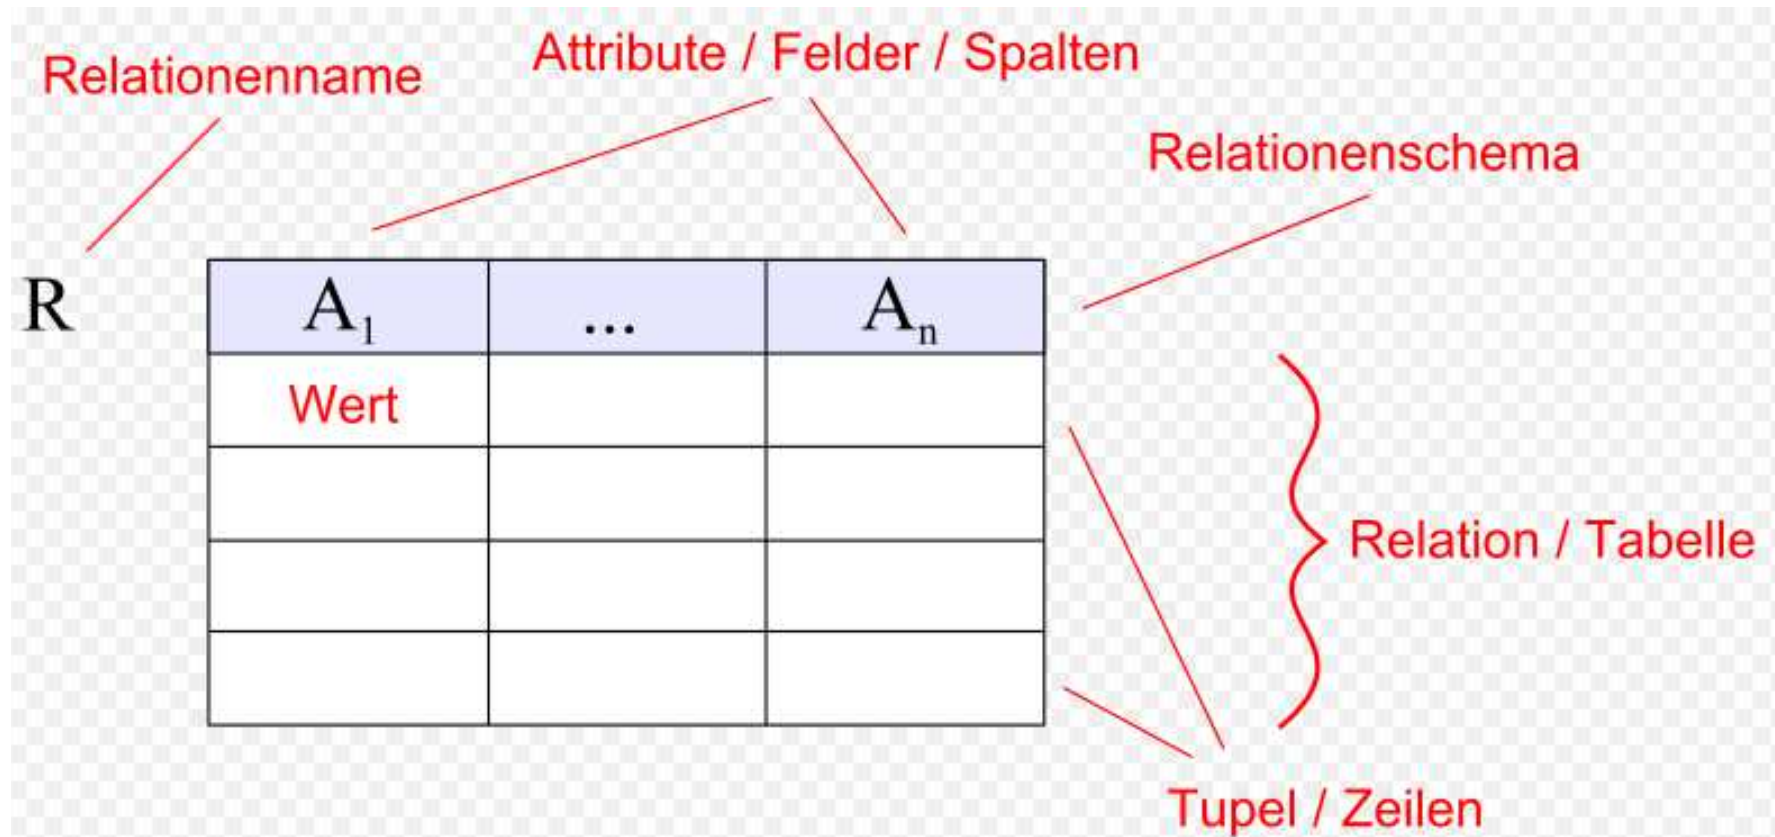 Attribute / Felder / Spalten
Relationenname
Relationenschema
R
A₁ ... Aₙ
Wert
Relation / Tabelle
Tupel / Zeilen